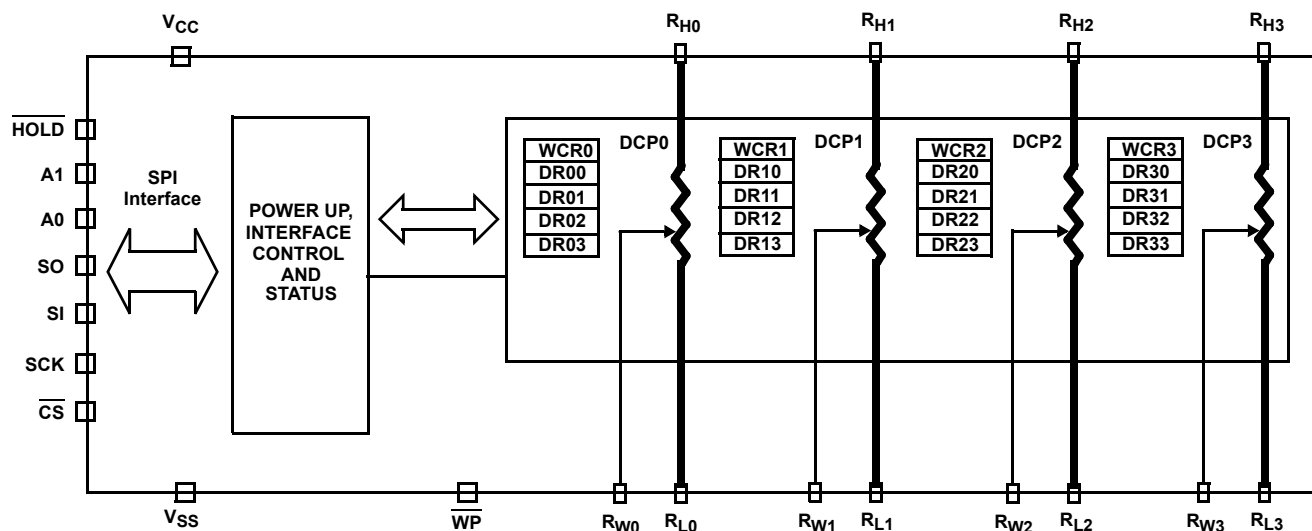 VCC
RH0
RH1
RH2
RH3
HOLD
A1
A0
SO
SI
SCK
CS
SPI
Interface
POWER UP,
INTERFACE
CONTROL
AND
STATUS
WCR0
DR00
DR01
DR02
DR03
DCP0
WCR1
DR10
DR11
DR12
DR13
DCP1
WCR2
DR20
DR21
DR22
DR23
DCP2
WCR3
DR30
DR31
DR32
DR33
DCP3
VSS
WP
RW0
RL0
RW1
RL1
RW2
RL2
RW3
RL3